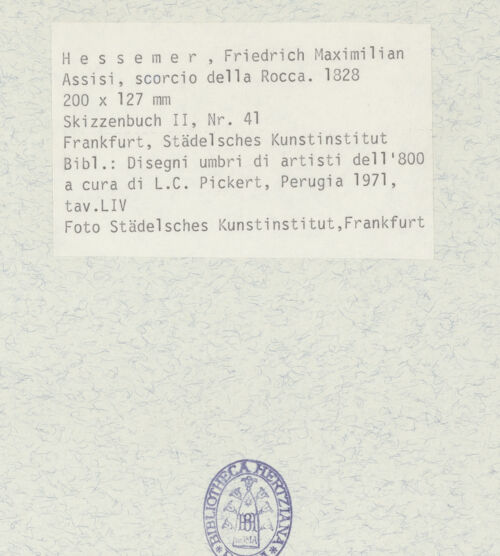 H e s s e m e r , Friedrich Maximilian
Assisi, scorcio della Rocca. 1828
200 x 127 mm
Skizzenbuch II, Nr. 41
Frankfurt, Städelsches Kunstinstitut
Bibl.: Disegni umbri di artisti dell'800
a cura di L.C. Pickert, Perugia 1971,
tav.LIV
Foto Städelsches Kunstinstitut,Frankfurt
BIBLIOTHECA HERTZIANA